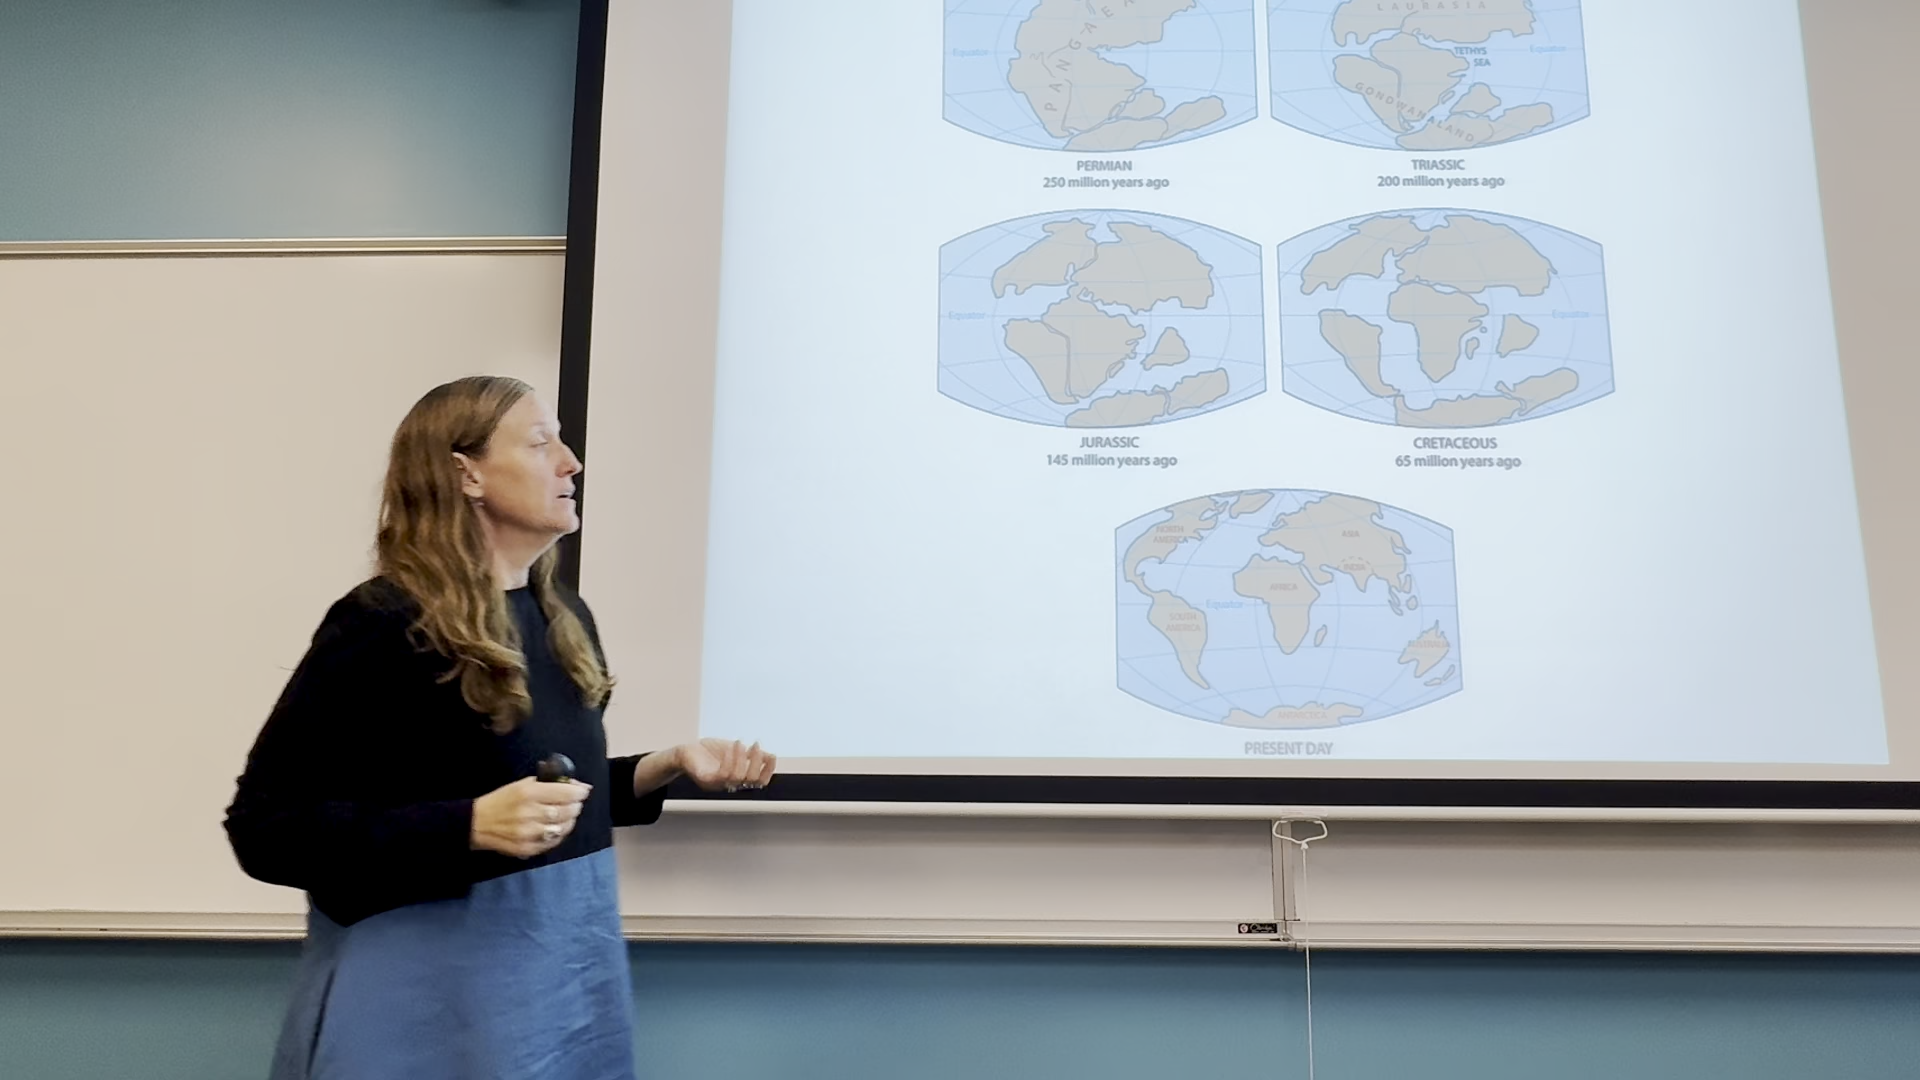 PANGAEA
Equator
LAURASIA
TETHYS
SEA
Equator
GONDWANALAND
PERMIAN
250 million years ago
TRIASSIC
200 million years ago
Equator
Equator
JURASSIC
145 million years ago
CRETACEOUS
65 million years ago
NORTH
AMERICA
ASIA
INDIA
AFRICA
Equator
SOUTH
AMERICA
AUSTRALIA
ANTARCTICA
PRESENT DAY